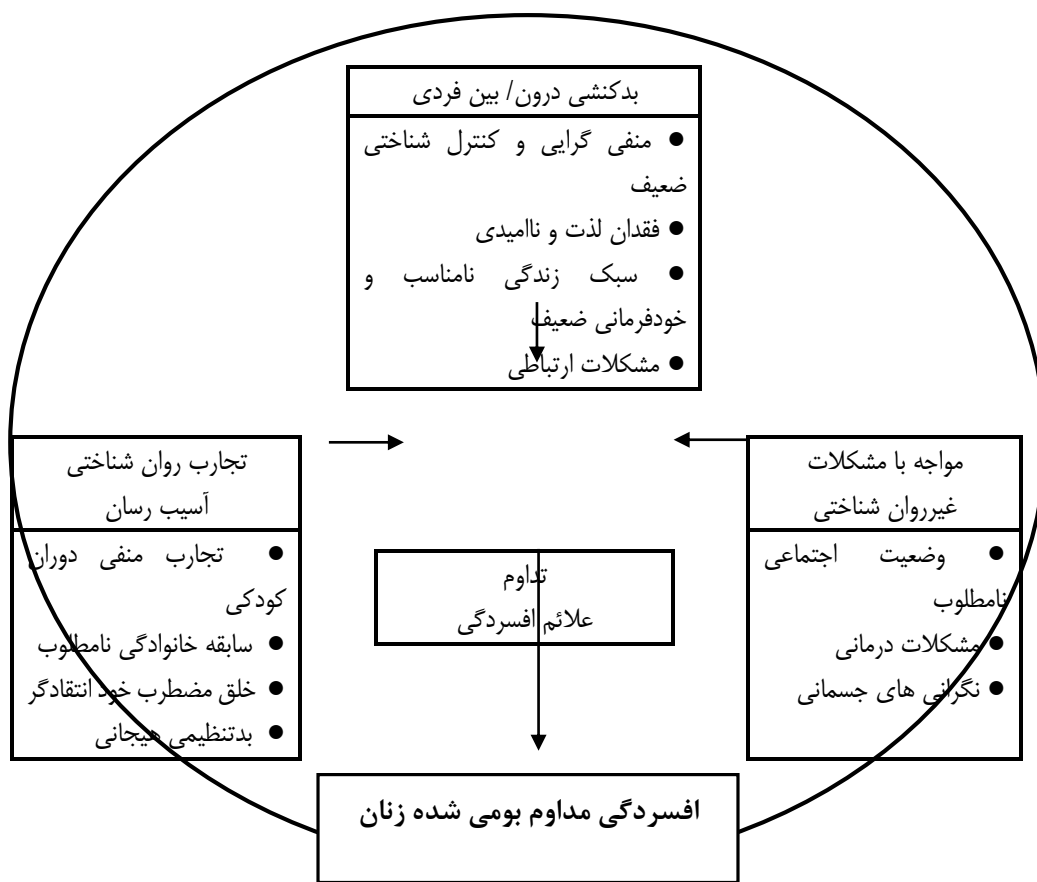 بدکنشی درون/ بین فردی
● منفی گرایی و کنترل شناختی
ضعیف
● فقدان لذت و ناامیدی
● سبک زندگی نامناسب و
خودفرمانی ضعیف
● مشکلات ارتباطی
مواجه با مشکلات
غیرروان شناختی
● وضعیت اجتماعی
نامطلوب
● مشکلات درمانی
● نگرانی های جسمانی
تداوم
علائم افسردگی
تجارب روان شناختی
آسیب رسان
● تجارب منفی دوران
کودکی
● سابقه خانوادگی نامطلوب
● خلق مضطرب خود انتقادگر
● بدتنظیمی هیجانی
افسردگی مداوم بومی شده زنان